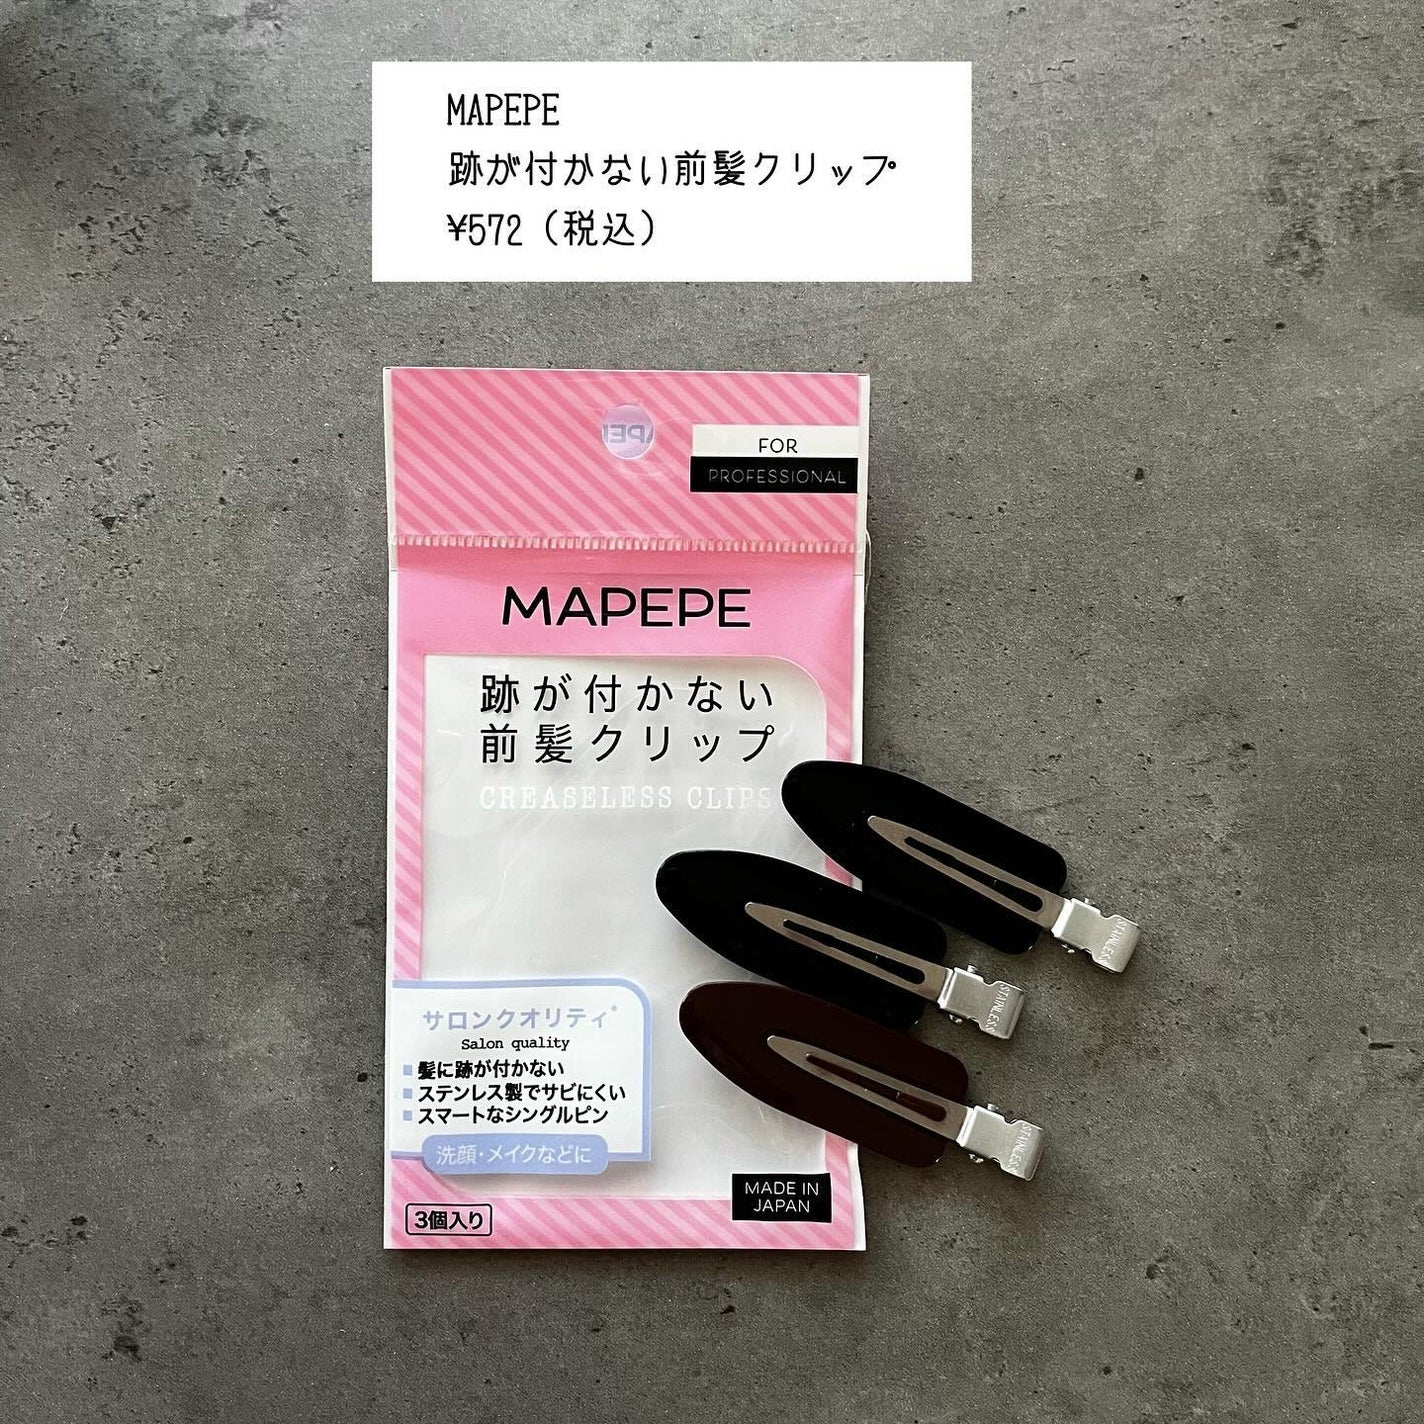 MAPEPE
跡が付かない前髪クリップ
¥572（税込）
FOR
PROFESSIONAL
MAPEPE
跡が付かない
前髪クリップ
CREASELESS CLIPS
サロンクオリティ*
Salon quality
■髪に跡が付かない
■ステンレス製でサビにくい
■スマートなシングルピン
洗顔・メイクなどに
3個入り
MADE IN
JAPAN
STAINLESS
STAINLESS
STAINLESS